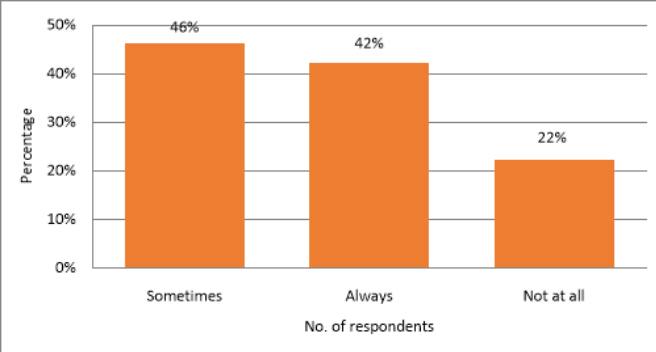 50%
40%
30%
20%
10%
0%
Percentage
46%
42%
22%
Sometimes
Always
Not at all
No. of respondents